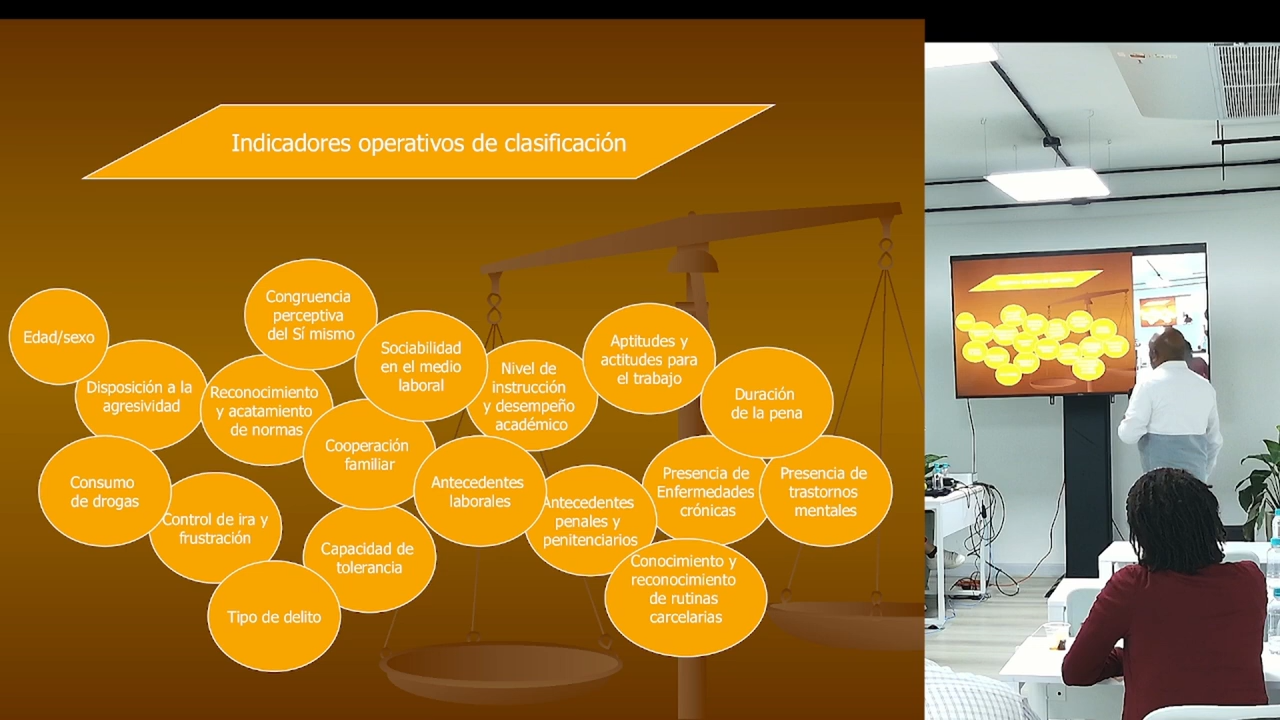 Indicadores operativos de clasificación
Edad/sexo
Disposición a la
agresividad
Congruencia
perceptiva
del Sí mismo
Reconocimiento
y acatamiento
de normas
Sociabilidad
en el medio
laboral
Nivel de
instrucción
y desempeño
académico
Aptitudes y
actitudes para
el trabajo
Duración
de la pena
Consumo
de drogas
Control de ira y
frustración
Cooperación
familiar
Antecedentes
laborales
Antecedentes
penales y
penitenciarios
Presencia de
Enfermedades
crónicas
Presencia de
trastornos
mentales
Tipo de delito
Capacidad de
tolerancia
Conocimiento y
reconocimiento
de rutinas
carcelarias